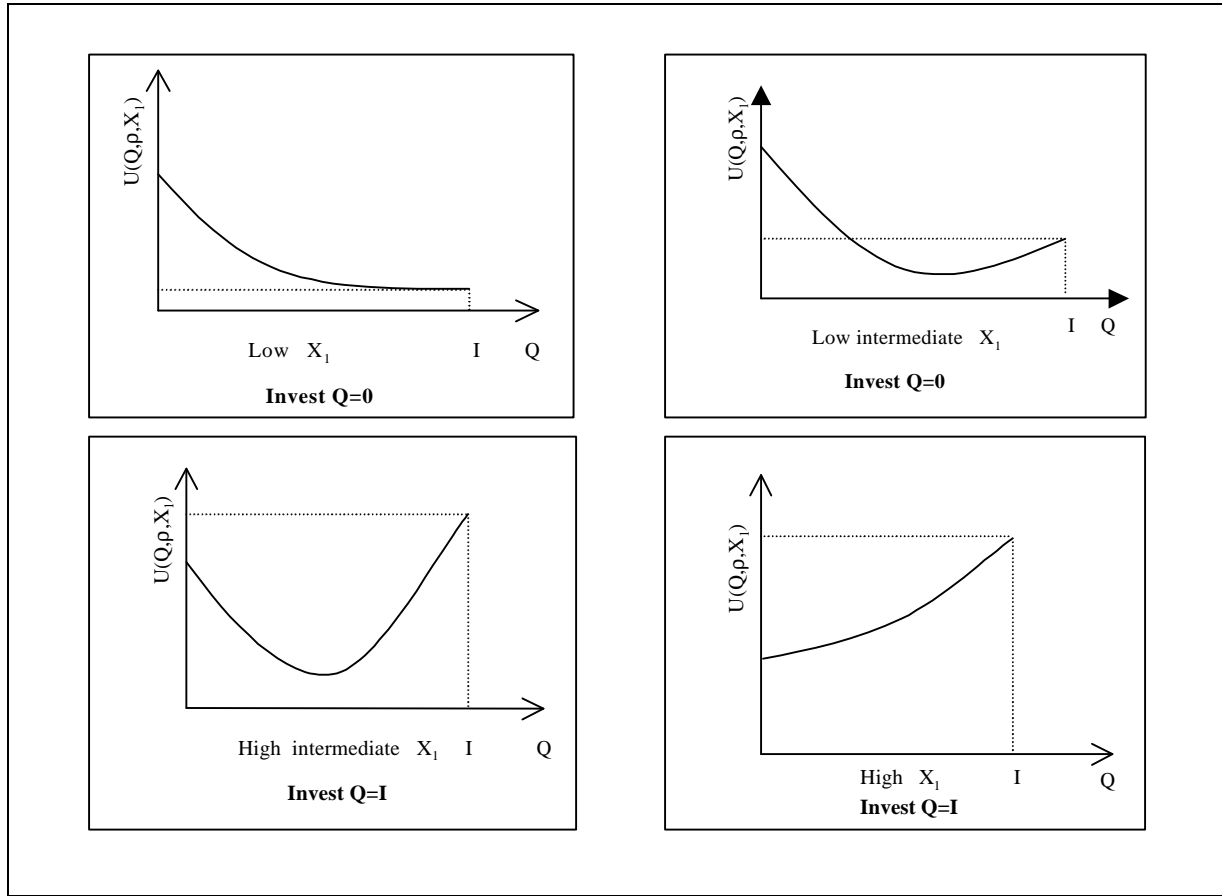 U(Q,ρ,X₁)
Low X₁ I Q
Invest Q=0
U(Q,ρ,X₁)
I Q
Low intermediate X₁
Invest Q=0
U(Q,ρ,X₁)
High intermediate X₁ I Q
Invest Q=I
U(Q,ρ,X₁)
High X₁ I Q
Invest Q=I